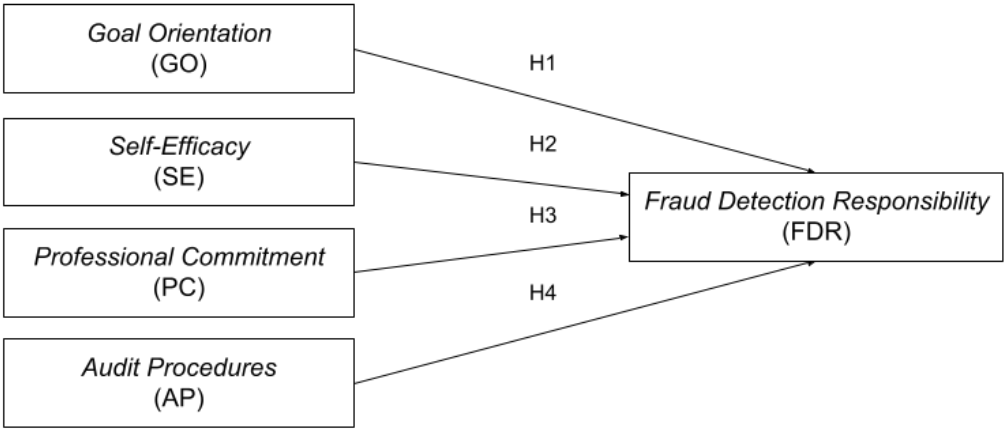 Goal Orientation
(GO)
H1
Self-Efficacy
(SE)
H2
Professional Commitment
(PC)
H3
Audit Procedures
(AP)
H4
Fraud Detection Responsibility
(FDR)